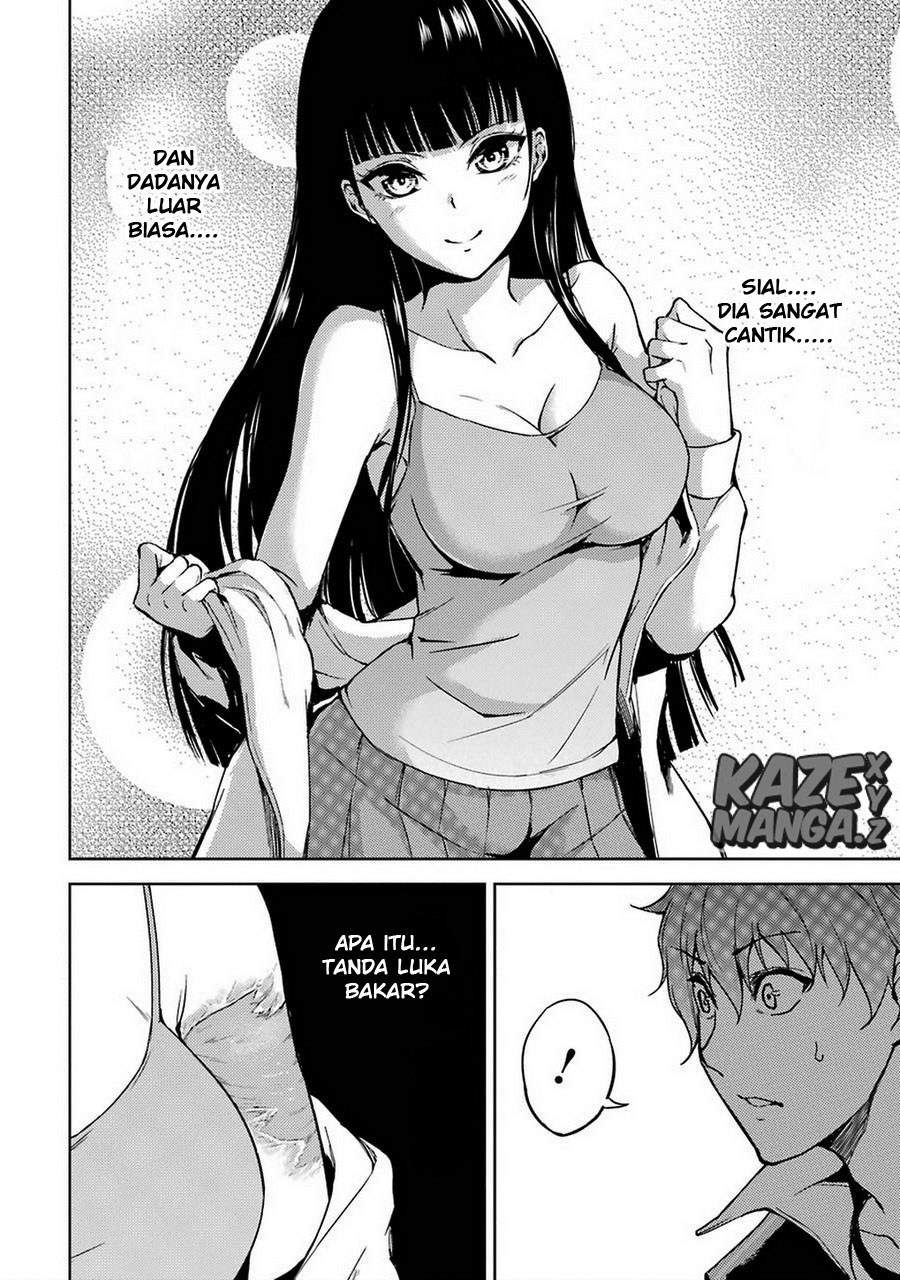 SIAL....
DIA SANGAT
CANTIK.....
DAN
DADANYA
LUAR
BIASA....
KAZE
MANGA.XYZ
!
APA ITU...
TANDA LUKA
BAKAR?